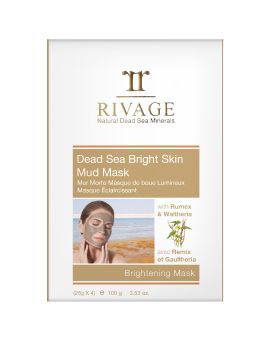 RIVAGE
Natural Dead Sea Minerals
Dead Sea Bright Skin
Mud Mask
Mer Morte Masque de boue Lumineux
Masque Éclaircissant
with Rumex
& Waltheria
avec Remix
et Gaultheria
Brightening Mask
(25g X 4) ℮ 100 g 3.53 oz.